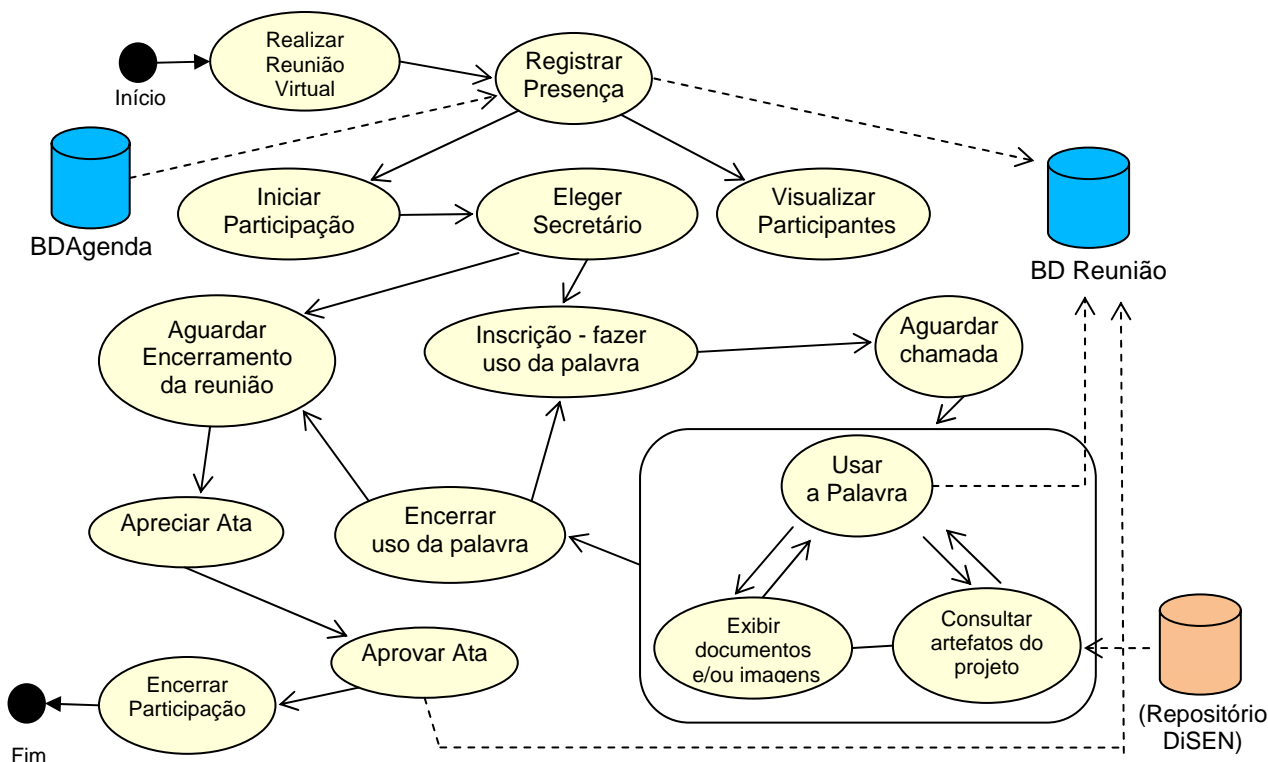 Realizar
Reunião
Virtual
Registrar
Presença
Início
BDAgenda
Iniciar
Participação
Eleger
Secretário
Visualizar
Participantes
BD Reunião
Aguardar
Encerramento
da reunião
Inscrição - fazer
uso da palavra
Aguardar
chamada
Usar
a Palavra
Apreciar Ata
Encerrar
uso da palavra
Exibir
documentos
e/ou imagens
Consultar
artefatos do
projeto
Aprovar Ata
Encerrar
Participação
(Repositório
DiSEN)
Fim